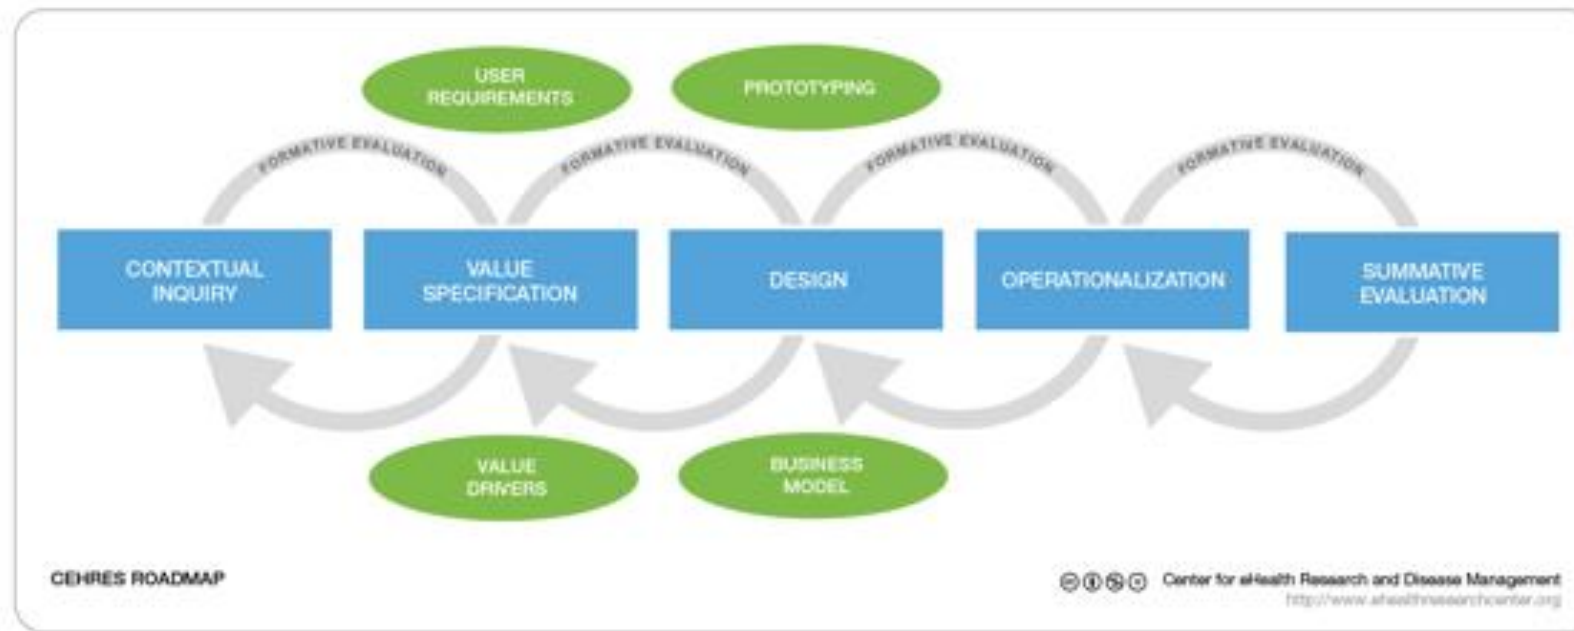 USER
REQUIREMENTS
PROTOTYPING
FORMATIVE EVALUATION
FORMATIVE EVALUATION
FORMATIVE EVALUATION
FORMATIVE EVALUATION
CONTEXTUAL
INQUIRY
VALUE
SPECIFICATION
DESIGN
OPERATIONALIZATION
SUMMATIVE
EVALUATION
VALUE
DRIVERS
BUSINESS
MODEL
CEHRES ROADMAP
Center for eHealth Research and Disease Management
http://www.ehealthresearchcenter.org